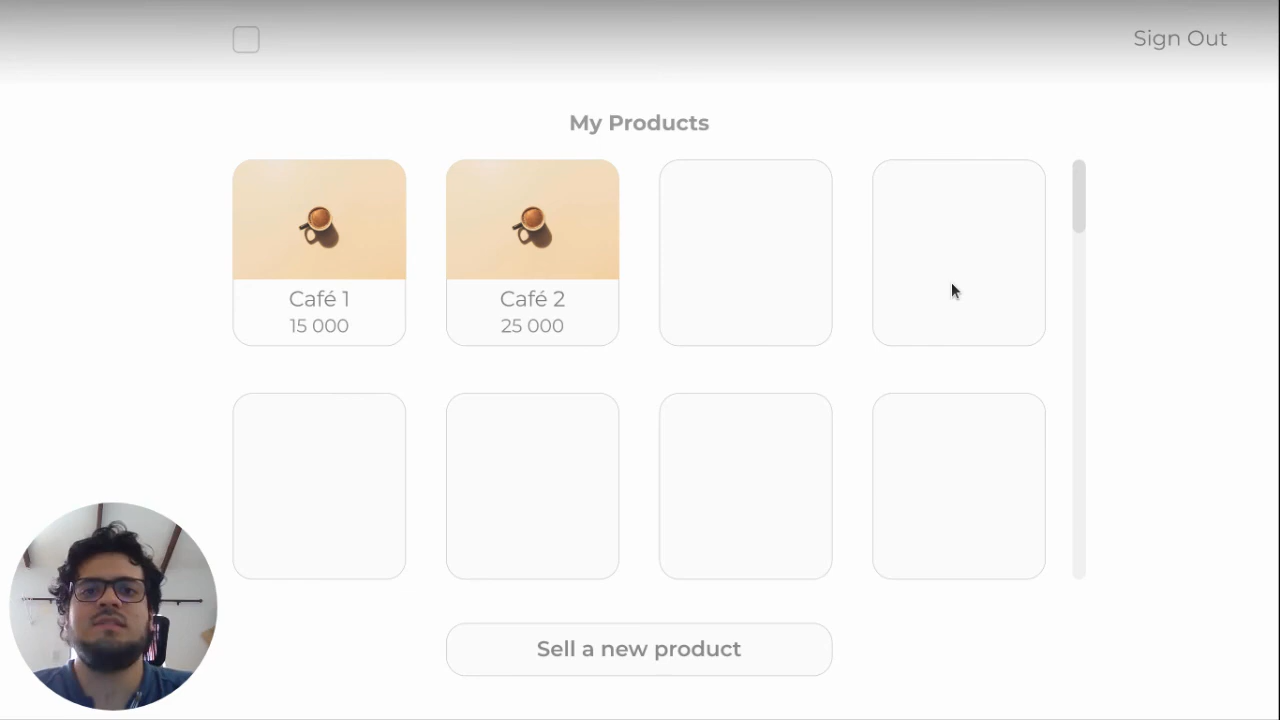 Sign Out
My Products
Café 1
15 000
Café 2
25 000
Sell a new product